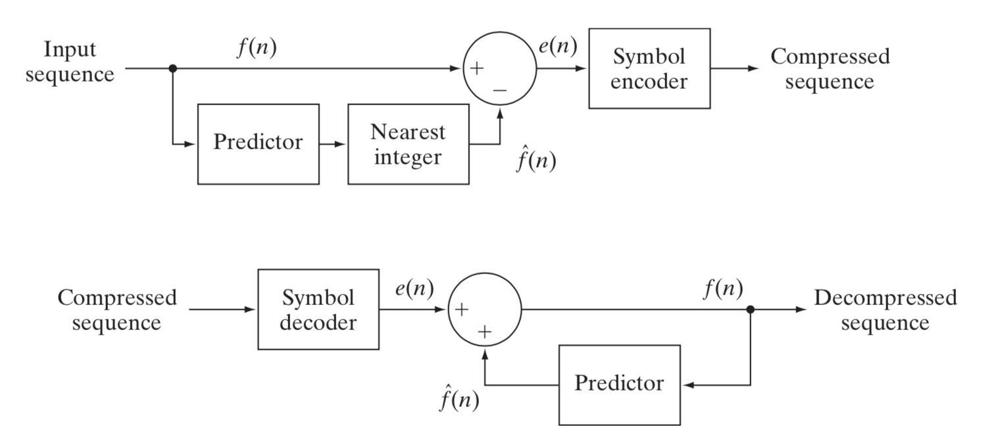 Input
sequence
f(n)
+
−
e(n)
Symbol
encoder
Compressed
sequence
Predictor
Nearest
integer
f̂(n)
Compressed
sequence
Symbol
decoder
e(n)
+
+
f(n)
Decompressed
sequence
Predictor
f̂(n)